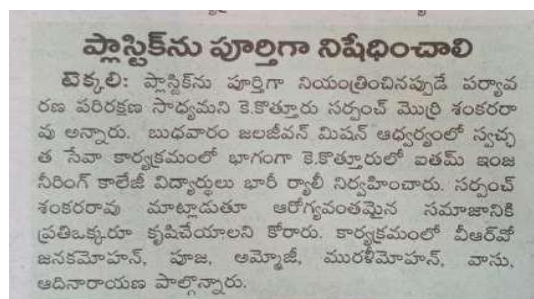 ప్లాస్టిక్‌ను పూర్తిగా నిషేధించాలి
టెక్కలి: ప్లాస్టిక్‌ను పూర్తిగా నియంత్రించినప్పుడే పర్యావ
రణ పరిరక్షణ సాధ్యమని కె.కొత్తూరు సర్పంచ్ మొర్రి శంకరరా
వు అన్నారు. బుధవారం జలజీవన్ మిషన్ ఆధ్వర్యంలో స్వచ్ఛ
త సేవా కార్యక్రమంలో భాగంగా కె.కొత్తూరులో ఐతమ్ ఇంజ
నీరింగ్ కాలేజీ విద్యార్థులు భారీ ర్యాలీ నిర్వహించారు. సర్పంచ్
శంకరరావు మాట్లాడుతూ ఆరోగ్యవంతమైన సమాజానికి
ప్రతిఒక్కరూ కృషిచేయాలని కోరారు. కార్యక్రమంలో వీఆర్‌వో
జనకమోహన్, పూజ, అమ్మోజీ, మురళీమోహన్, వాసు,
ఆదినారాయణ పాల్గొన్నారు.